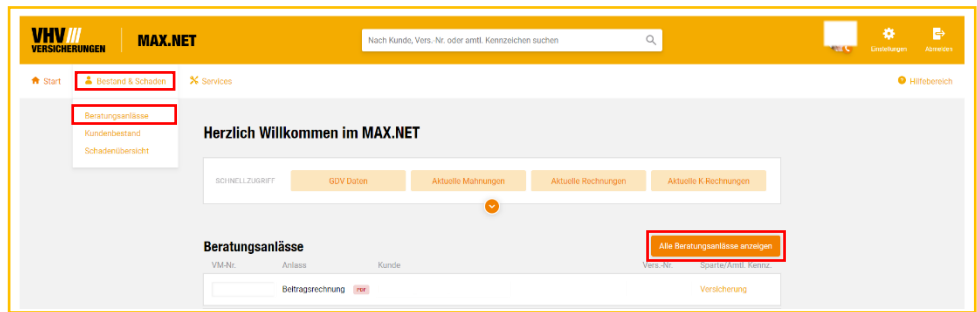 VHV ///
VERSICHERUNGEN
MAX.NET
Nach Kunde, Vers.-Nr. oder amtl. Kennzeichen suchen
Einstellungen
Abmelden
Start
Bestand & Schaden
Services
Hilfebereich
Beratungsanlässe
Kundenbestand
Schadenübersicht
Herzlich Willkommen im MAX.NET
SCHNELLZUGRIFF
GDV Daten
Aktuelle Mahnungen
Aktuelle Rechnungen
Aktuelle K-Rechnungen
Beratungsanlässe
Alle Beratungsanlässe anzeigen
VM-Nr. Anlass Kunde Vers.-Nr. Sparte/Amtl. Kennz.
Beitragsrechnung PDF Versicherung